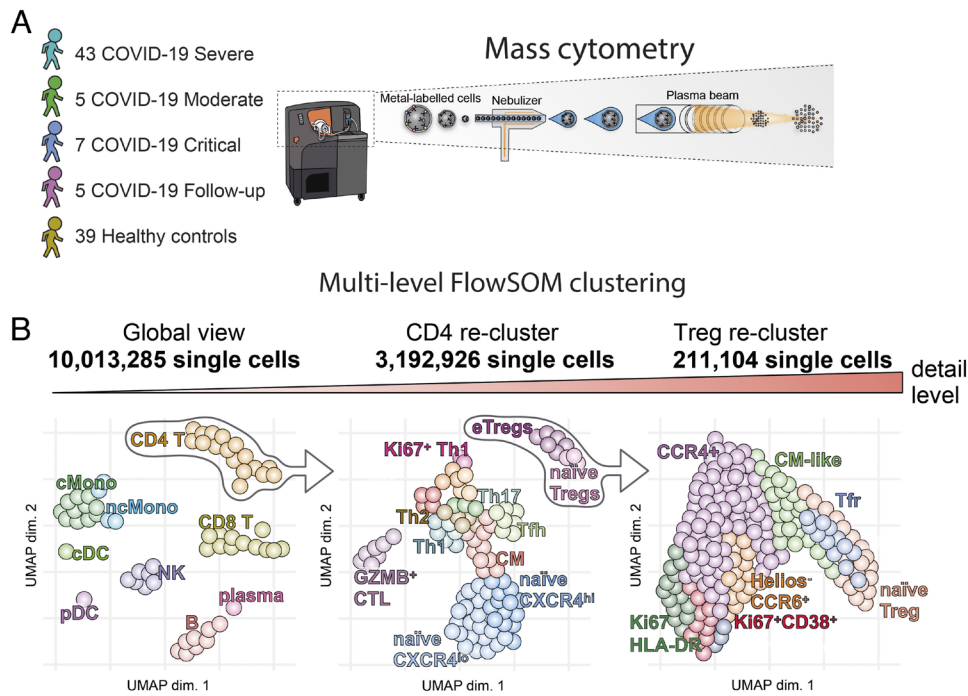 A
43 COVID-19 Severe
5 COVID-19 Moderate
7 COVID-19 Critical
5 COVID-19 Follow-up
39 Healthy controls
Mass cytometry
Metal-labelled cells
Nebulizer
Plasma beam
Multi-level FlowSOM clustering
B
Global view
10,013,285 single cells
CD4 re-cluster
3,192,926 single cells
Treg re-cluster
211,104 single cells
detail
level
UMAP dim. 2
CD4 T
cMono
ncMono
CD8 T
cDC
NK
pDC
plasma
B
UMAP dim. 1
UMAP dim. 2
eTregs
Ki67⁺ Th1
naïve
Tregs
Th17
Th2
Tfh
Th1
CM
GZMB⁺
CTL
naïve
CXCR4ʰⁱ
naïve
CXCR4ˡᵒ
UMAP dim. 1
UMAP dim. 2
CCR4⁺
CM-like
Tfr
Helios⁻
CCR6⁺
naïve
Treg
Ki67
HLA-DR
Ki67⁺CD38⁺
UMAP dim. 1